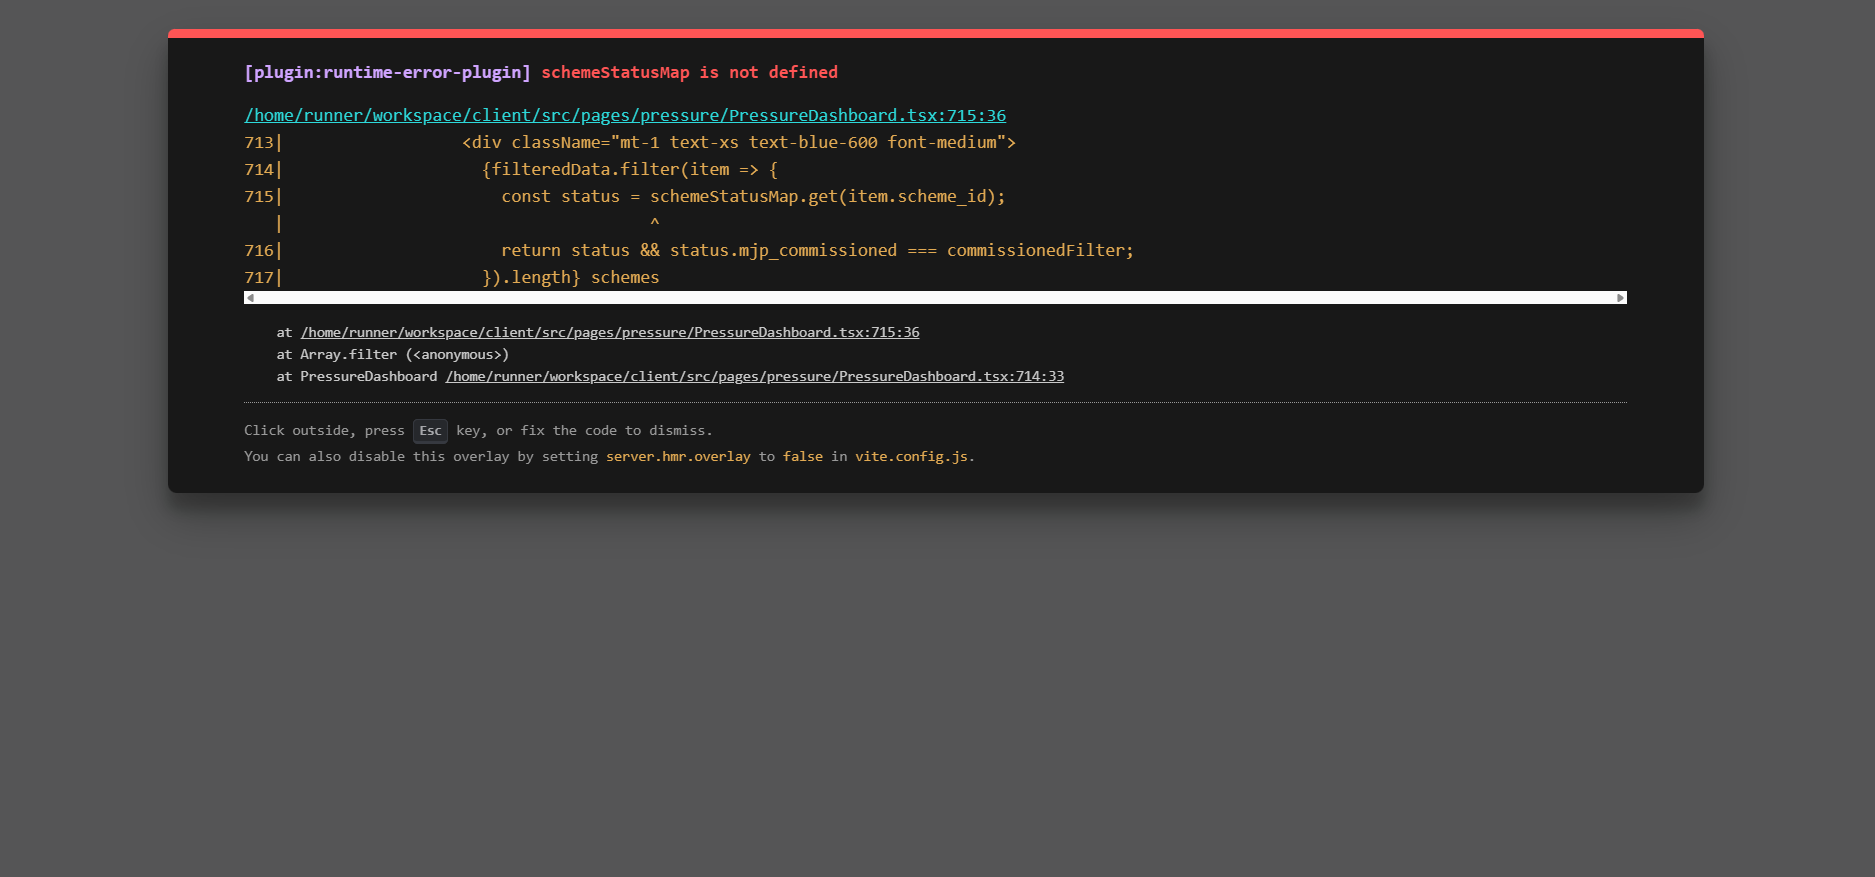 [plugin:runtime-error-plugin] schemeStatusMap is not defined
/home/runner/workspace/client/src/pages/pressure/PressureDashboard.tsx:715:36
713|                  <div className="mt-1 text-xs text-blue-600 font-medium">
714|                    {filteredData.filter(item => {
715|                      const status = schemeStatusMap.get(item.scheme_id);
   |                                     ^
716|                      return status && status.mjp_commissioned === commissionedFilter;
717|                    }).length} schemes
at /home/runner/workspace/client/src/pages/pressure/PressureDashboard.tsx:715:36
at Array.filter (<anonymous>)
at PressureDashboard /home/runner/workspace/client/src/pages/pressure/PressureDashboard.tsx:714:33
Click outside, press Esc key, or fix the code to dismiss.
You can also disable this overlay by setting server.hmr.overlay to false in vite.config.js.